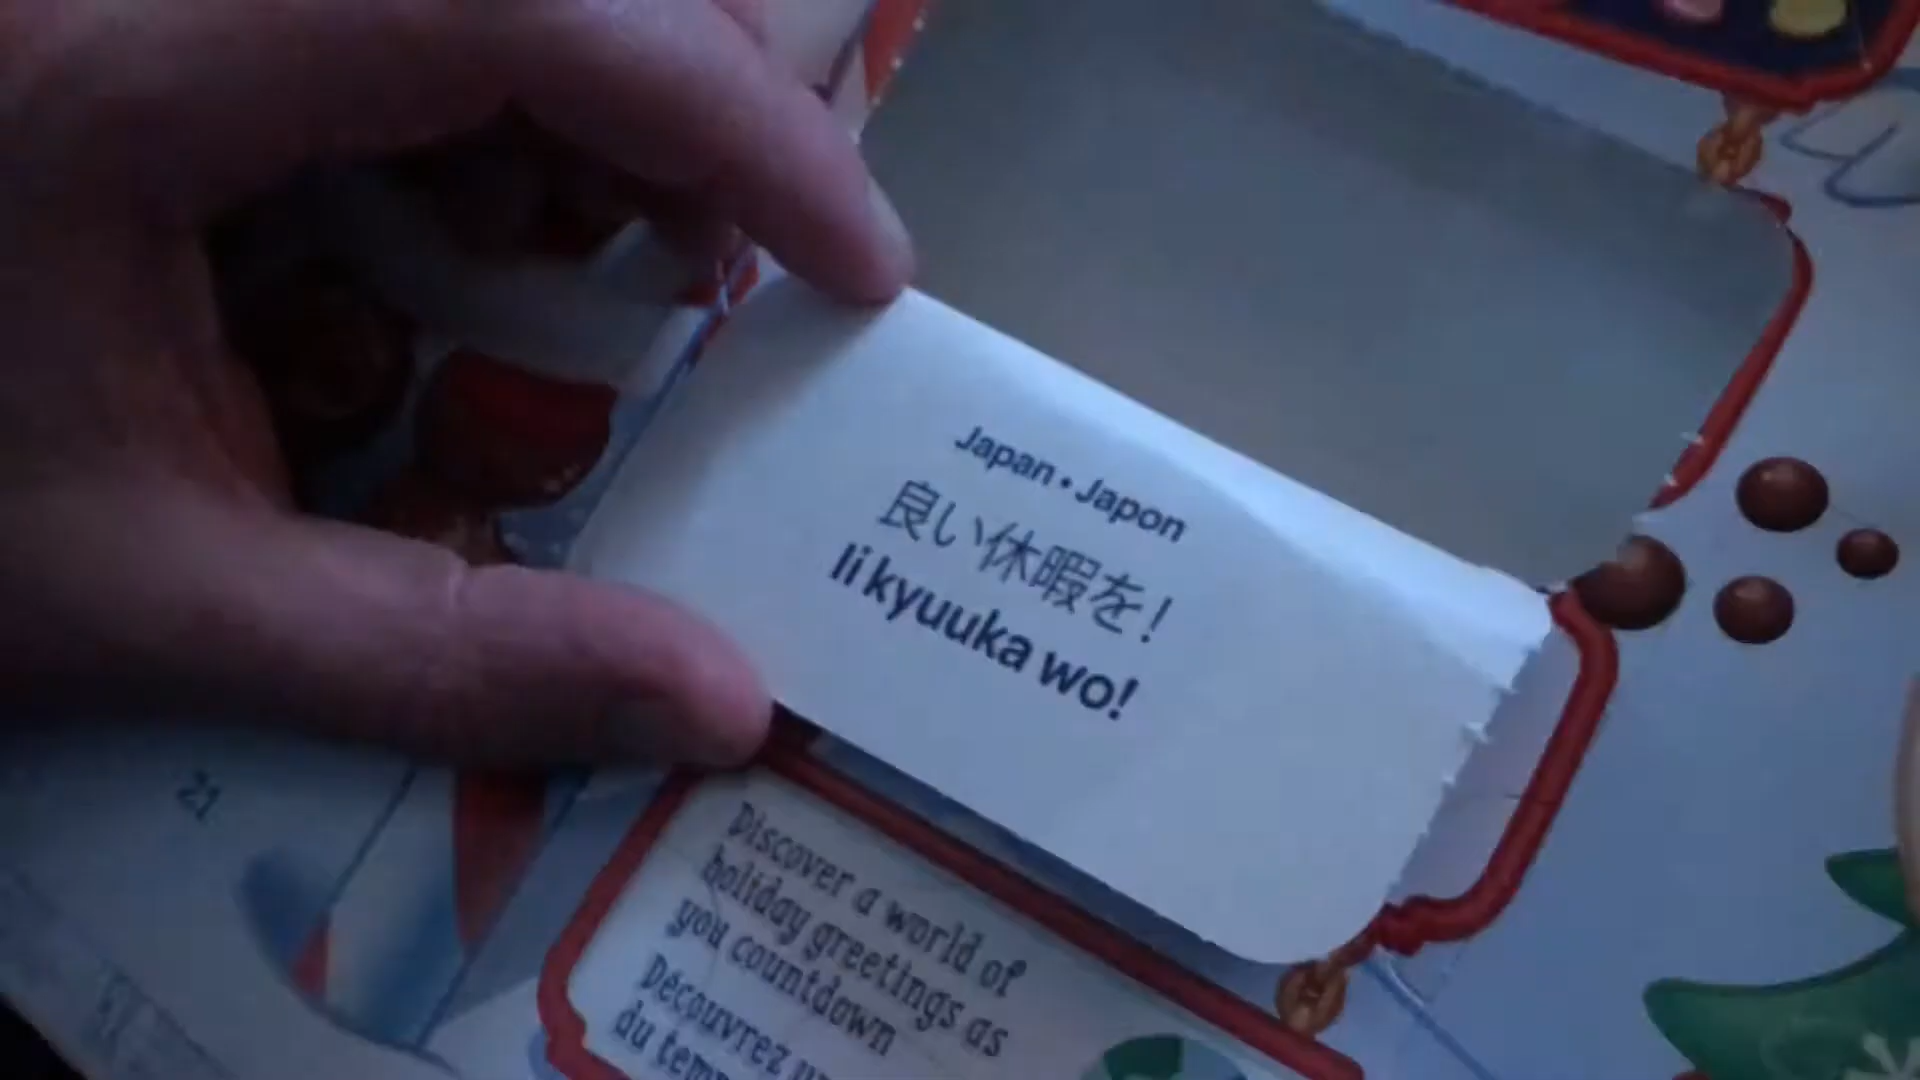 Japan • Japon
良い休暇を!
Ii kyuuka wo!
21
Discover a world of
holiday greetings as
you countdown
Découvrez
du